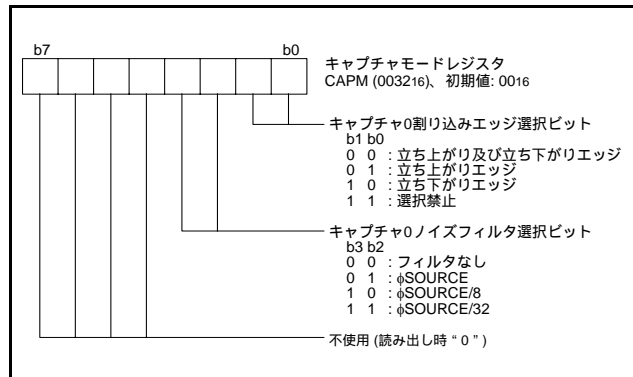 b7 b0
キャプチャモードレジスタ
CAPM (003216)、初期値: 0016
キャプチャ0割り込みエッジ選択ビット
b1 b0
0 0 : 立ち上がり及び立ち下がりエッジ
0 1 : 立ち上がりエッジ
1 0 : 立ち下がりエッジ
1 1 : 選択禁止
キャプチャ0ノイズフィルタ選択ビット
b3 b2
0 0 : フィルタなし
0 1 : ϕSOURCE
1 0 : ϕSOURCE/8
1 1 : ϕSOURCE/32
不使用 (読み出し時 “ 0 ” )